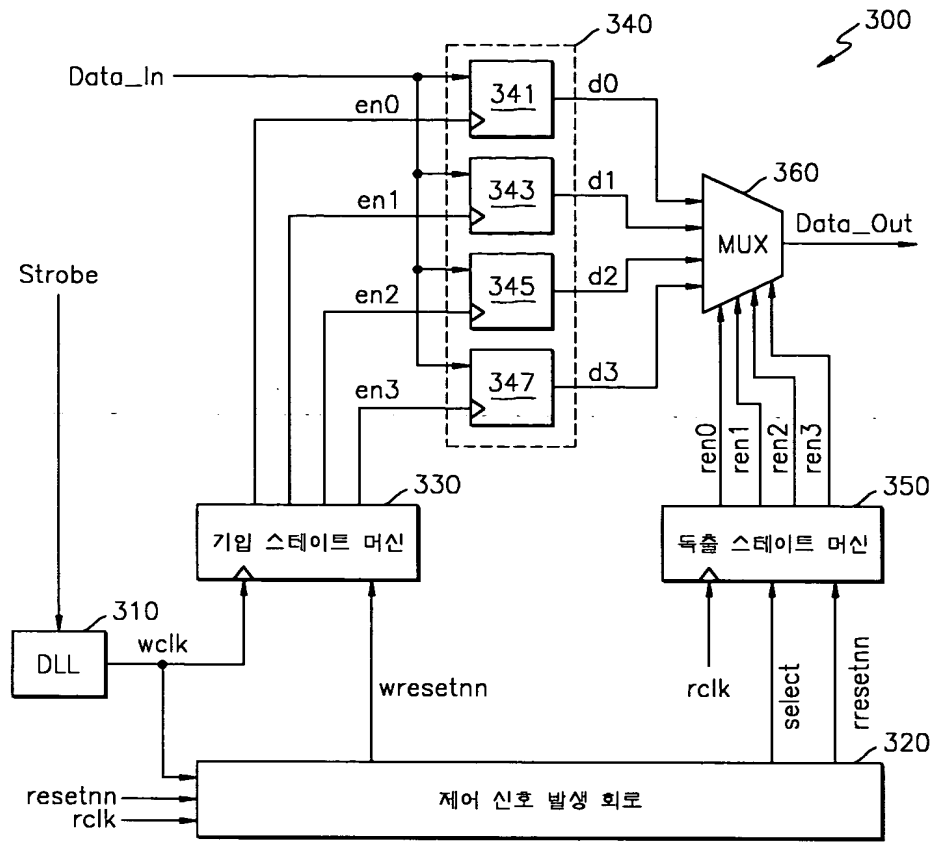 340
300
Data_In
341
d0
en0
343
d1
360
en1
MUX
Data_Out
345
d2
Strobe
en2
347
d3
en3
ren0
ren1
ren2
ren3
330
350
기입 스테이트 머신
독출 스테이트 머신
310
DLL
wclk
wresetnn
rclk
select
rresetnn
320
resetnn
rclk
제어 신호 발생 회로